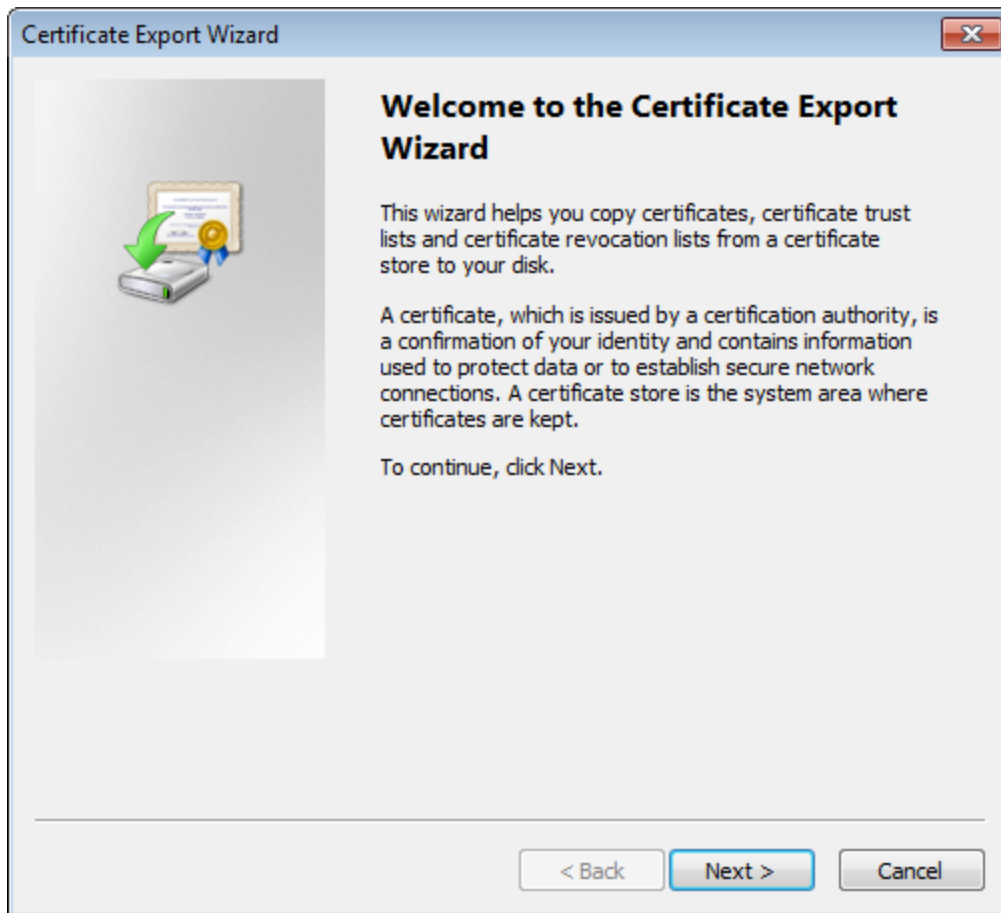 Certificate Export Wizard
Welcome to the Certificate Export
Wizard
This wizard helps you copy certificates, certificate trust
lists and certificate revocation lists from a certificate
store to your disk.
A certificate, which is issued by a certification authority, is
a confirmation of your identity and contains information
used to protect data or to establish secure network
connections. A certificate store is the system area where
certificates are kept.
To continue, click Next.
< Back
Next >
Cancel